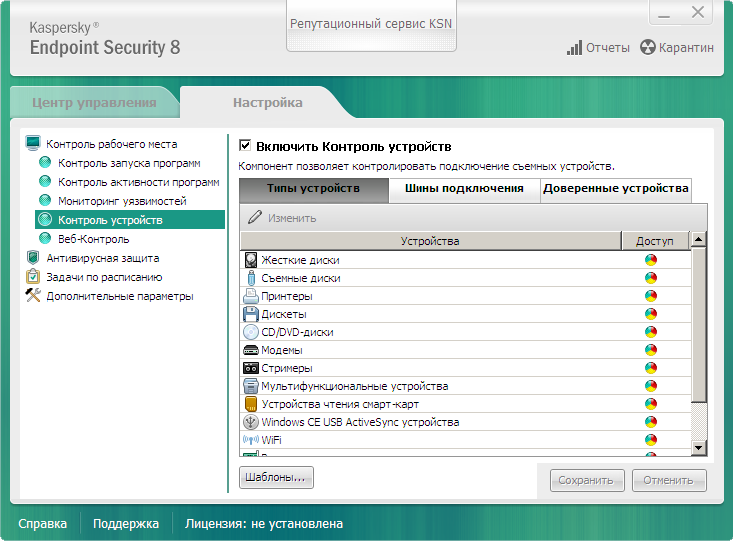 Kaspersky ®
Endpoint Security 8
Репутационный сервис KSN
Отчеты
Карантин
Центр управления
Настройка
Контроль рабочего места
Контроль запуска программ
Контроль активности программ
Мониторинг уязвимостей
Контроль устройств
Веб-Контроль
Антивирусная защита
Задачи по расписанию
Дополнительные параметры
Включить Контроль устройств
Компонент позволяет контролировать подключение съемных устройств.
Типы устройств
Шины подключения
Доверенные устройства
Изменить
Устройства
Доступ
Жесткие диски
Съемные диски
Принтеры
Дискеты
CD/DVD-диски
Модемы
Стримеры
Мультифункциональные устройства
Устройства чтения смарт-карт
Windows CE USB ActiveSync устройства
WiFi
Шаблоны...
Сохранить
Отменить
Справка
Поддержка
Лицензия: не установлена